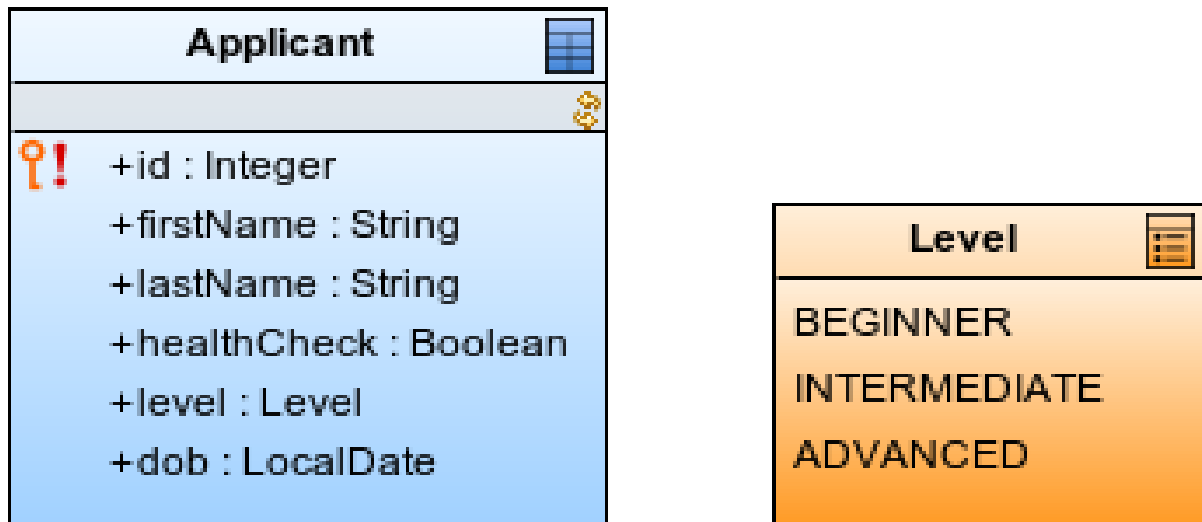 Applicant
+id : Integer
+firstName : String
+lastName : String
+healthCheck : Boolean
+level : Level
+dob : LocalDate
Level
BEGINNER
INTERMEDIATE
ADVANCED